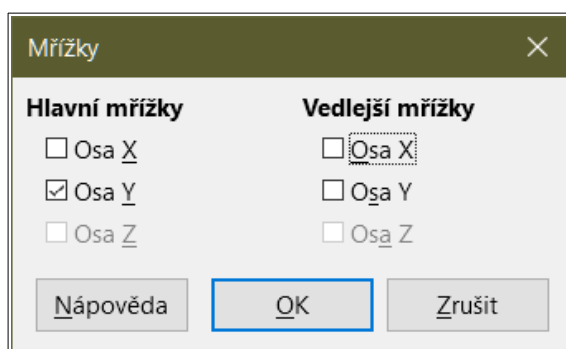 Mřížky
Hlavní mřížky Vedlejší mřížky
Osa X Osa X
Osa Y Osa Y
Osa Z Osa Z
Nápověda OK Zrušit